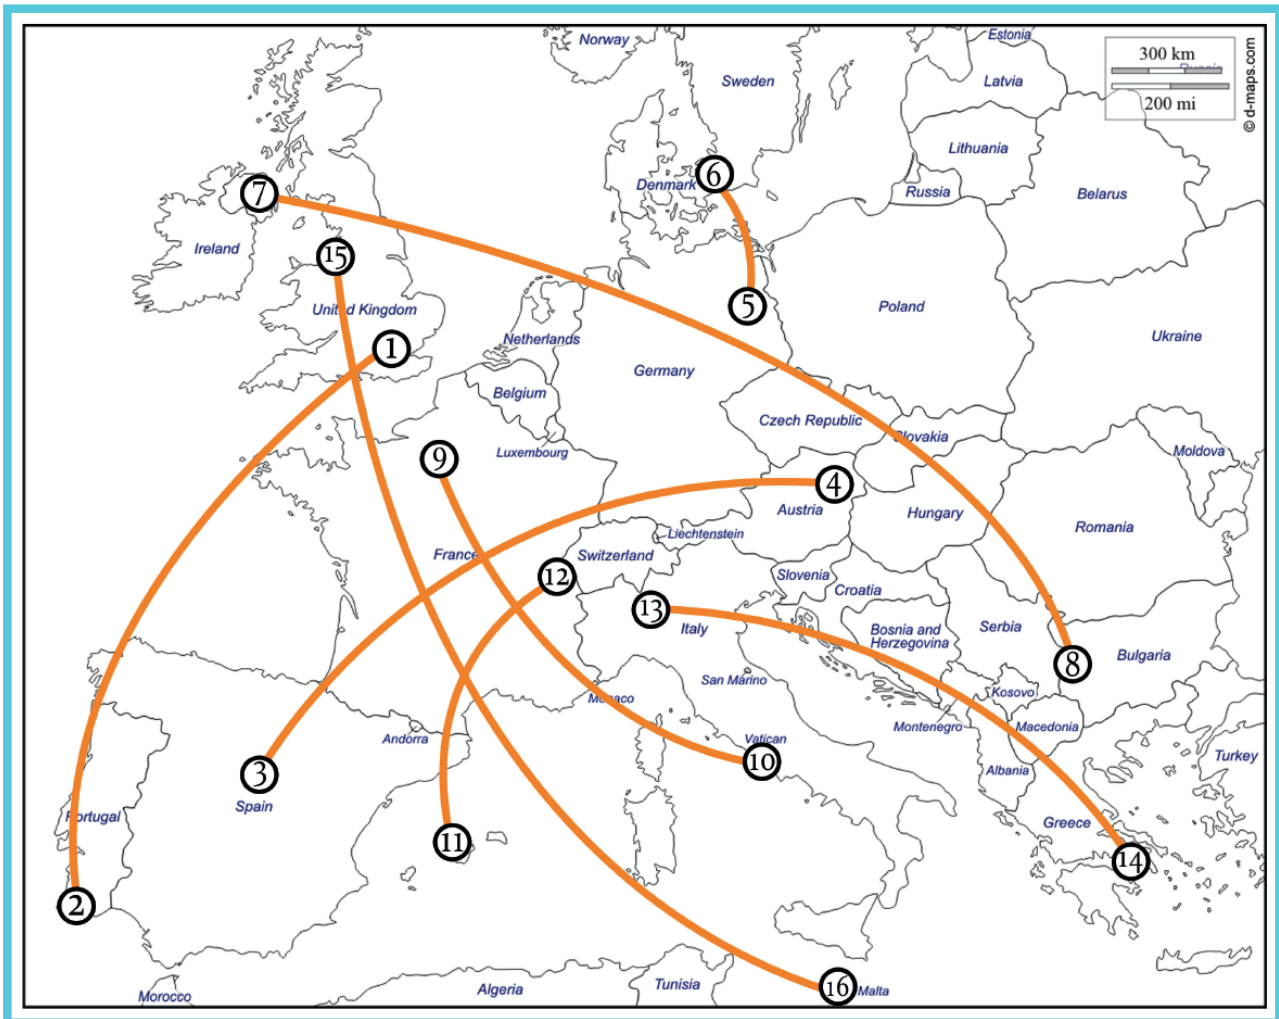 Norway
Estonia
300 km
Russia
200 mi
© d-maps.com
Sweden
Latvia
Lithuania
6
Denmark
Russia
Belarus
7
Ireland
15
United Kingdom
5
Poland
Ukraine
1
Netherlands
Germany
Belgium
Czech Republic
Slovakia
Luxembourg
Moldova
9
4
Austria
Hungary
Romania
Liechtenstein
France
Switzerland
12
Slovenia
Croatia
13
Italy
Bosnia and
Herzegovina
Serbia
8
Bulgaria
San Marino
Kosovo
Monaco
Montenegro
Macedonia
Andorra
Vatican
10
Turkey
3
Spain
Albania
Portugal
Greece
11
14
2
16
Malta
Morocco
Algeria
Tunisia